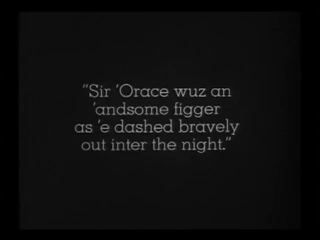 "Sir 'Orace wuz an
'andsome figger
as 'e dashed bravely
out inter the night."